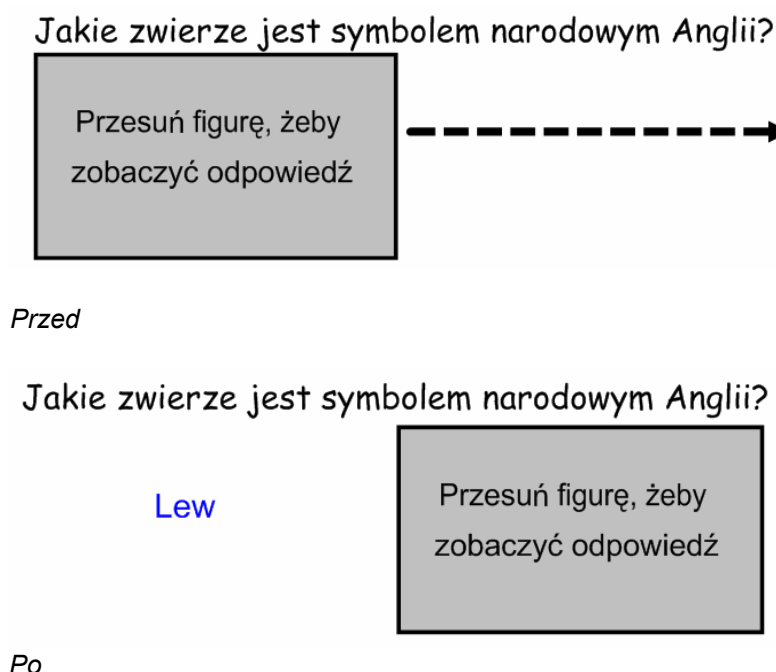 Jakie zwierze jest symbolem narodowym Anglii?
Przesuń figurę, żeby
zobaczyć odpowiedź
Przed
Jakie zwierze jest symbolem narodowym Anglii?
Lew
Przesuń figurę, żeby
zobaczyć odpowiedź
Po